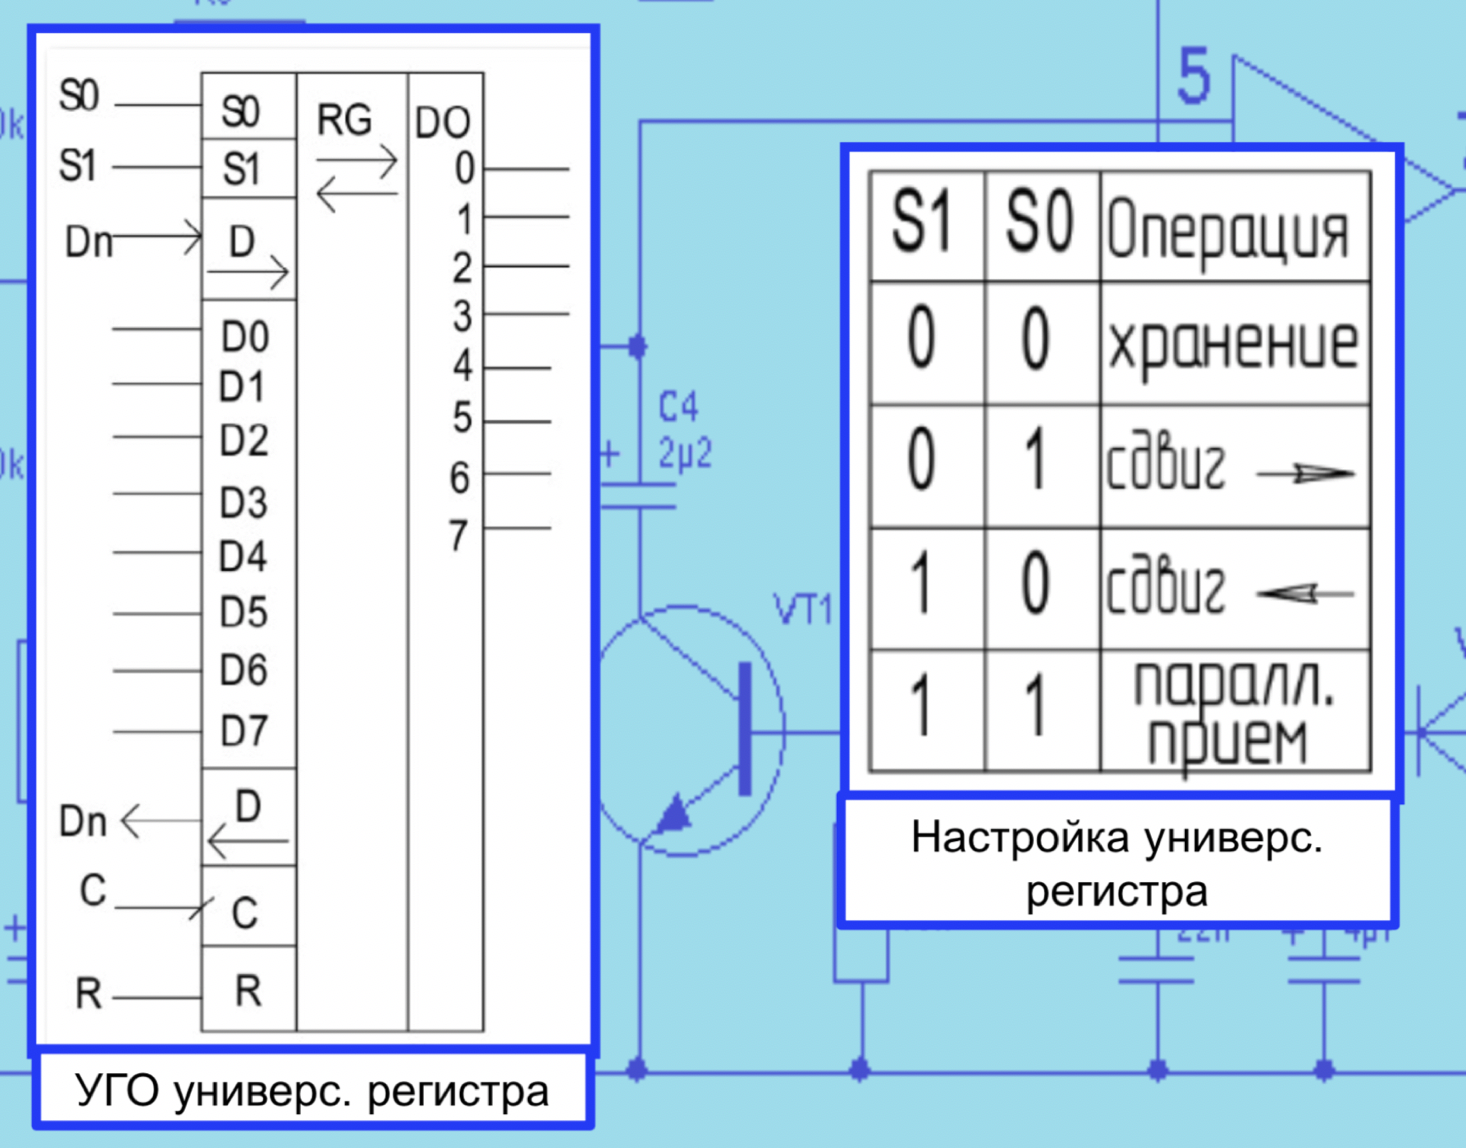 S0
S1
Dn
Dn
C
R
S0
S1
D
D0
D1
D2
D3
D4
D5
D6
D7
D
C
R
RG
DO
0
1
2
3
4
5
6
7
УГО универс. регистра
0k
0k
+
C4
2µ2
+
VT1
5
S1 S0 Операция
0 0 хранение
0 1 сдвиг
1 0 сдвиг
1 1 паралл.
прием
Настройка универс.
регистра
+